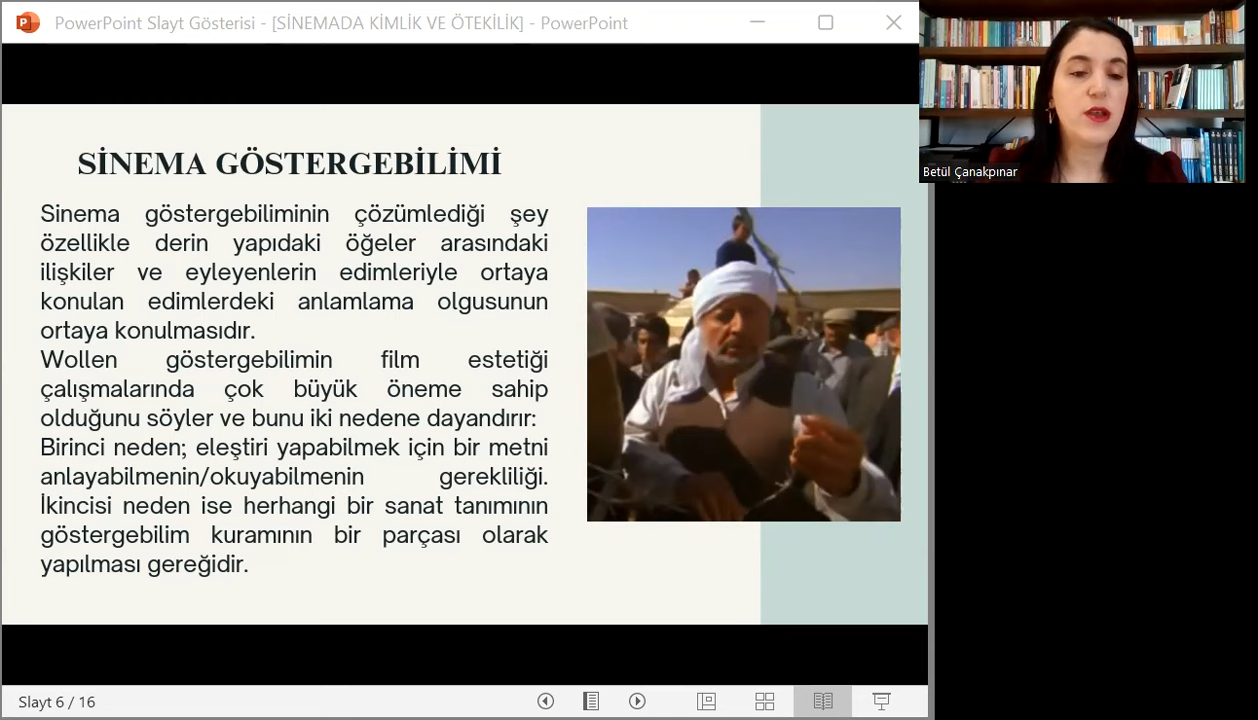 PowerPoint Slayt Gösterisi - [SİNEMADA KİMLİK VE ÖTEKİLİK] - PowerPoint
SİNEMA GÖSTERGEBİLİMİ
Sinema göstergebiliminin çözümlediği şey
özellikle derin yapıdaki öğeler arasındaki
ilişkiler ve eyleyenlerin edimleriyle ortaya
konulan edimlerdeki anlamlama olgusunun
ortaya konulmasıdır.
Wollen göstergebilimin film estetiği
çalışmalarında çok büyük öneme sahip
olduğunu söyler ve bunu iki nedene dayandırır:
Birinci neden; eleştiri yapabilmek için bir metni
anlayabilmenin/okuyabilmenin gerekliliği.
İkincisi neden ise herhangi bir sanat tanımının
göstergebilim kuramının bir parçası olarak
yapılması gereğidir.
Betül Çanakpınar
Slayt 6 / 16